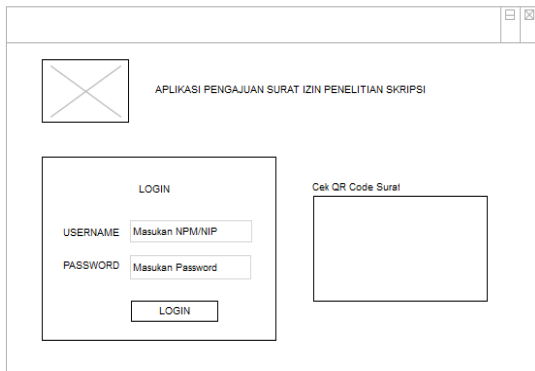 APLIKASI PENGAJUAN SURAT IZIN PENELITIAN SKRIPSI
LOGIN
USERNAME Masukan NPM/NIP
PASSWORD Masukan Password
LOGIN
Cek QR Code Surat